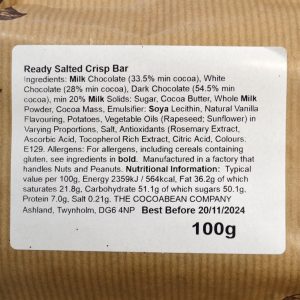 Ready Salted Crisp Bar
Ingredients: Milk Chocolate (33.5% min cocoa), White
Chocolate (28% min cocoa), Dark Chocolate (54.5%
min cocoa), min 20% Milk Solids: Sugar, Cocoa Butter, Whole Milk
Powder, Cocoa Mass, Emulsifier: Soya Lecithin, Natural Vanilla
Flavouring, Potatoes, Vegetable Oils (Rapeseed; Sunflower) in
Varying Proportions, Salt, Antioxidants (Rosemary Extract,
Ascorbic Acid, Tocopherol Rich Extract, Citric Acid, Colours.
E129. Allergens: For allergens, including cereals containing
gluten, see ingredients in bold. Manufactured in a factory that
handles Nuts and Peanuts. Nutritional Information: Typical
value per 100g, Energy 2359kJ / 564kcal, Fat 36.2g of which
saturates 21.8g, Carbohydrate 51.1g of which sugars 50.1g,
Protein 7.0g, Salt 0.21g. THE COCOABEAN COMPANY
Ashland, Twynholm, DG6 4NP Best Before 20/11/2024
100g